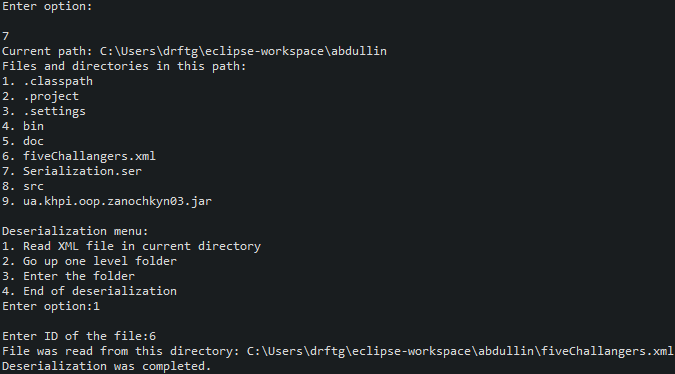 Enter option:
7
Current path: C:\Users\drftg\eclipse-workspace\abdullin
Files and directories in this path:
1. .classpath
2. .project
3. .settings
4. bin
5. doc
6. fiveChallangers.xml
7. Serialization.ser
8. src
9. ua.khpi.oop.zanochkyn03.jar
Deserialization menu:
1. Read XML file in current directory
2. Go up one level folder
3. Enter the folder
4. End of deserialization
Enter option:1
Enter ID of the file:6
File was read from this directory: C:\Users\drftg\eclipse-workspace\abdullin\fiveChallangers.xml
Deserialization was completed.